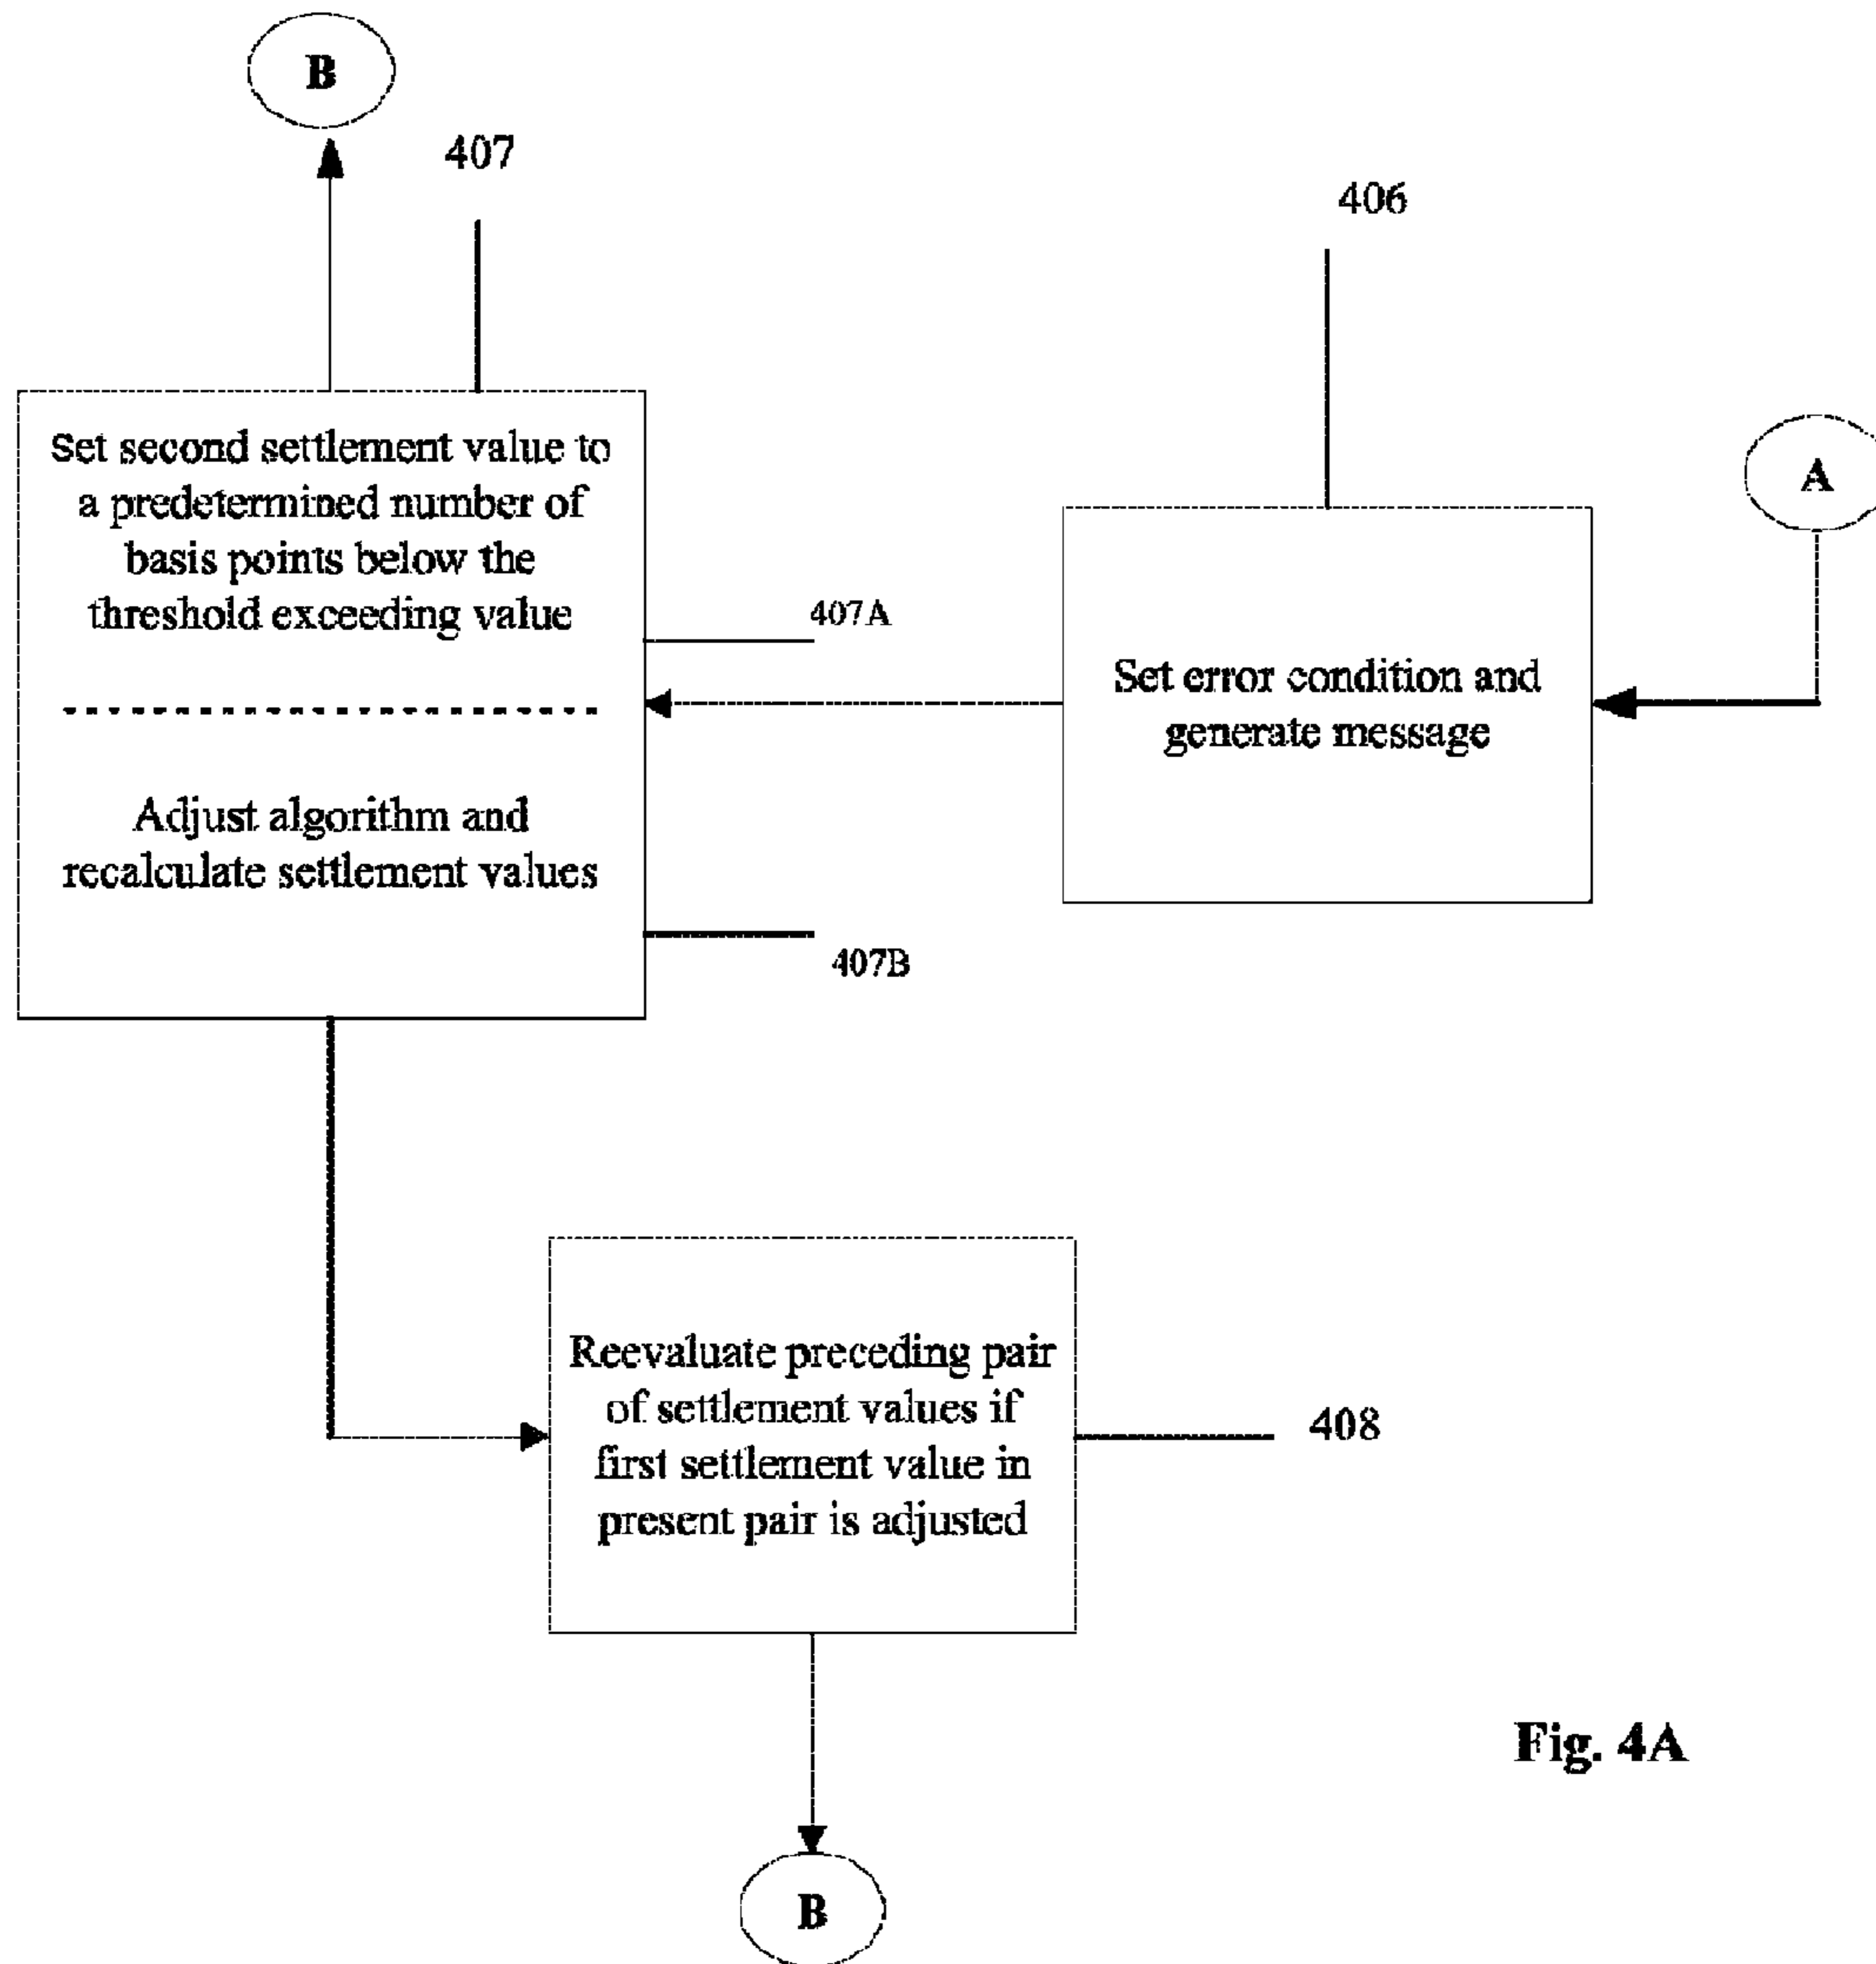 B
407
406
A
Set second settlement value to
a predetermined number of
basis points below the
threshold exceeding value
407A
Set error condition and
generate message
Adjust algorithm and
recalculate settlement values
407B
Reevaluate preceding pair
of settlement values if
first settlement value in
present pair is adjusted
408
B
Fig. 4A